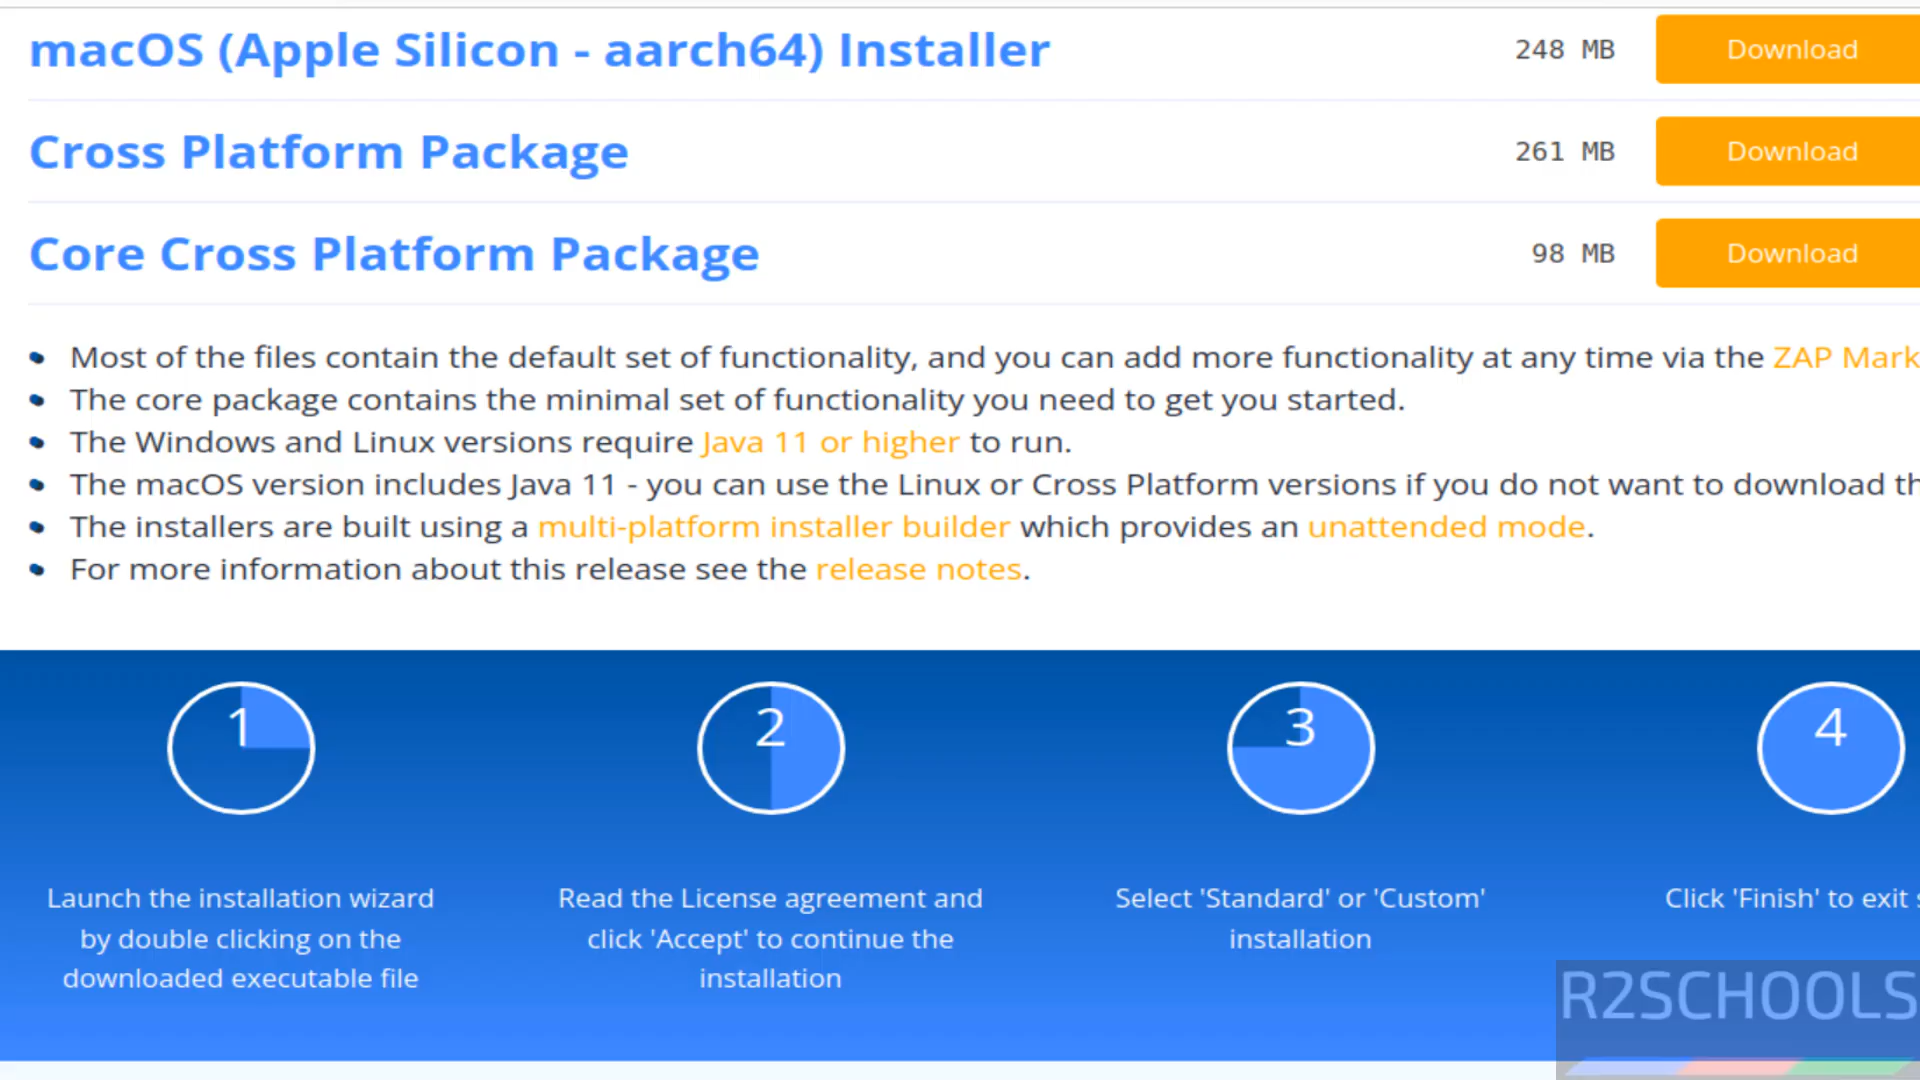 macOS (Apple Silicon - aarch64) Installer 248 MB Download
Cross Platform Package 261 MB Download
Core Cross Platform Package 98 MB Download
Most of the files contain the default set of functionality, and you can add more functionality at any time via the ZAP Mark
The core package contains the minimal set of functionality you need to get you started.
The Windows and Linux versions require Java 11 or higher to run.
The macOS version includes Java 11 - you can use the Linux or Cross Platform versions if you do not want to download th
The installers are built using a multi-platform installer builder which provides an unattended mode.
For more information about this release see the release notes.
1
Launch the installation wizard
by double clicking on the
downloaded executable file
2
Read the License agreement and
click 'Accept' to continue the
installation
3
Select 'Standard' or 'Custom'
installation
4
Click 'Finish' to exit s
R2SCHOOLS